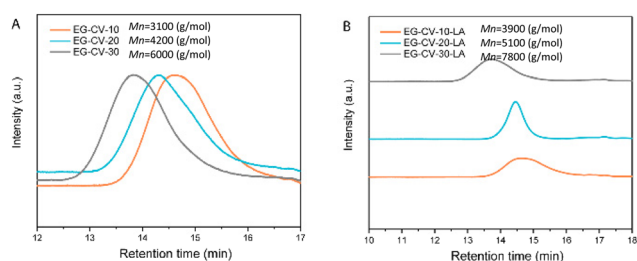 A
EG-CV-10 Mn=3100 (g/mol)
EG-CV-20 Mn=4200 (g/mol)
EG-CV-30 Mn=6000 (g/mol)
Intensity (a.u.)
12 13 14 15 16 17
Retention time (min)
B
EG-CV-10-LA Mn=3900 (g/mol)
EG-CV-20-LA Mn=5100 (g/mol)
EG-CV-30-LA Mn=7800 (g/mol)
Intensity (a.u.)
10 11 12 13 14 15 16 17 18
Retention time (min)